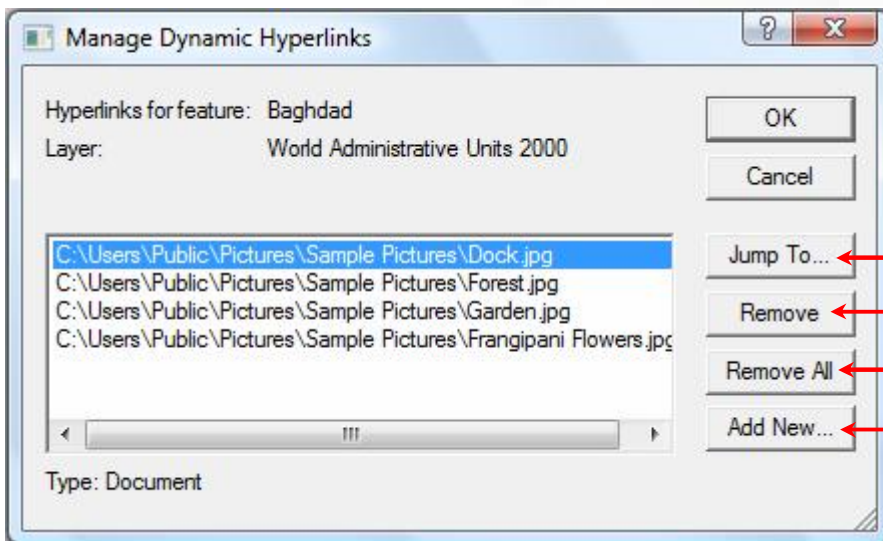 Manage Dynamic Hyperlinks
Hyperlinks for feature: Baghdad
OK
Layer: World Administrative Units 2000
Cancel
C:\Users\Public\Pictures\Sample Pictures\Dock.jpg
Jump To...
C:\Users\Public\Pictures\Sample Pictures\Forest.jpg
C:\Users\Public\Pictures\Sample Pictures\Garden.jpg
Remove
C:\Users\Public\Pictures\Sample Pictures\Frangipani Flowers.jpg
Remove All
Add New...
Type: Document